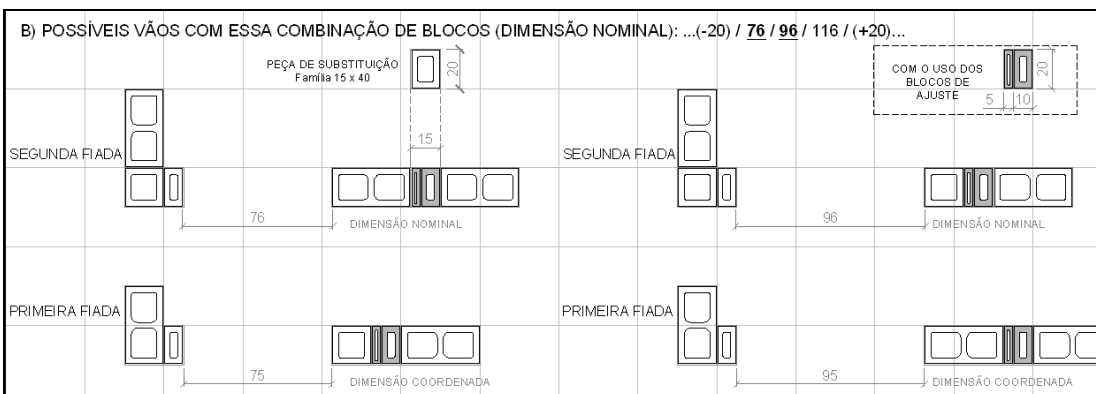 B) POSSÍVEIS VÃOS COM ESSA COMBINAÇÃO DE BLOCOS (DIMENSÃO NOMINAL): ...(-20) / 76 / 96 / 116 / (+20)...
PEÇA DE SUBSTITUIÇÃO
Família 15 x 40
20
15
SEGUNDA FIADA
76
DIMENSÃO NOMINAL
PRIMEIRA FIADA
75
DIMENSÃO COORDENADA
COM O USO DOS
BLOCOS DE
AJUSTE
5
10
20
SEGUNDA FIADA
96
DIMENSÃO NOMINAL
PRIMEIRA FIADA
95
DIMENSÃO COORDENADA